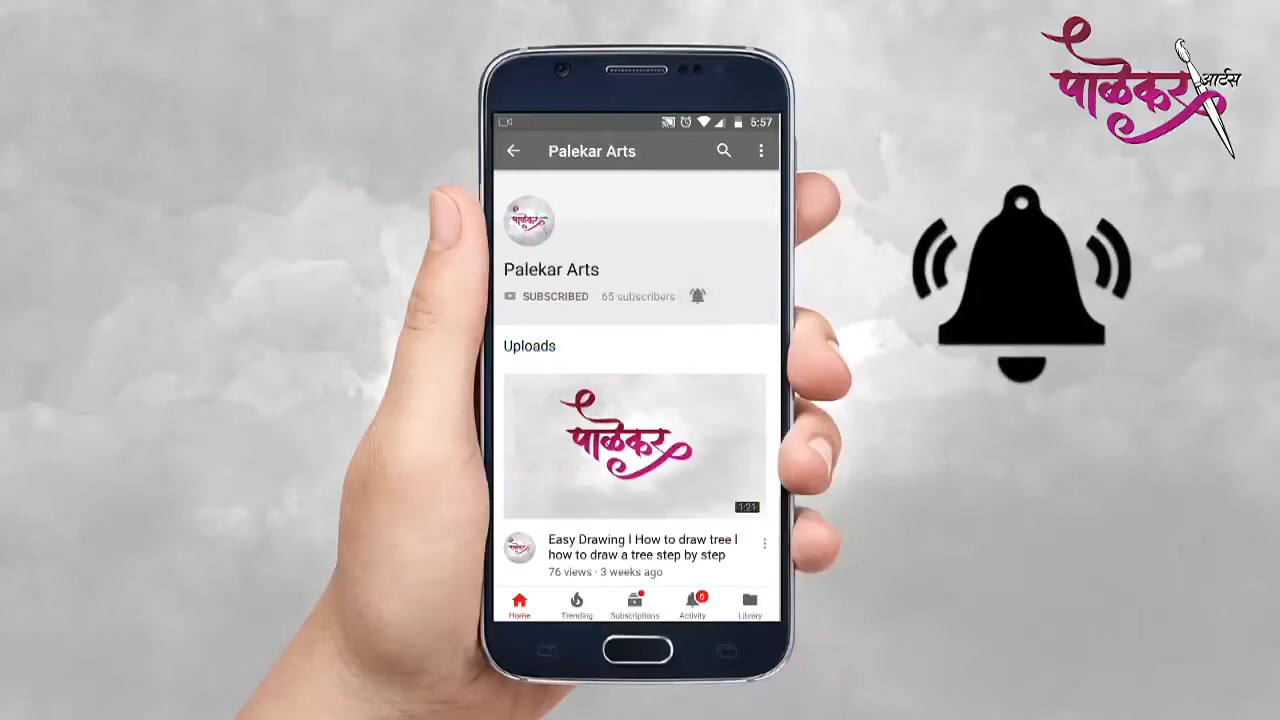 पाळेकर आर्टस
5:57
Palekar Arts
पाळेकर
Palekar Arts
SUBSCRIBED 65 subscribers
Uploads
पाळेकर
1:21
पाळेकर
Easy Drawing l How to draw tree l
how to draw a tree step by step
76 views · 3 weeks ago
6
Home Trending Subscriptions Activity Library